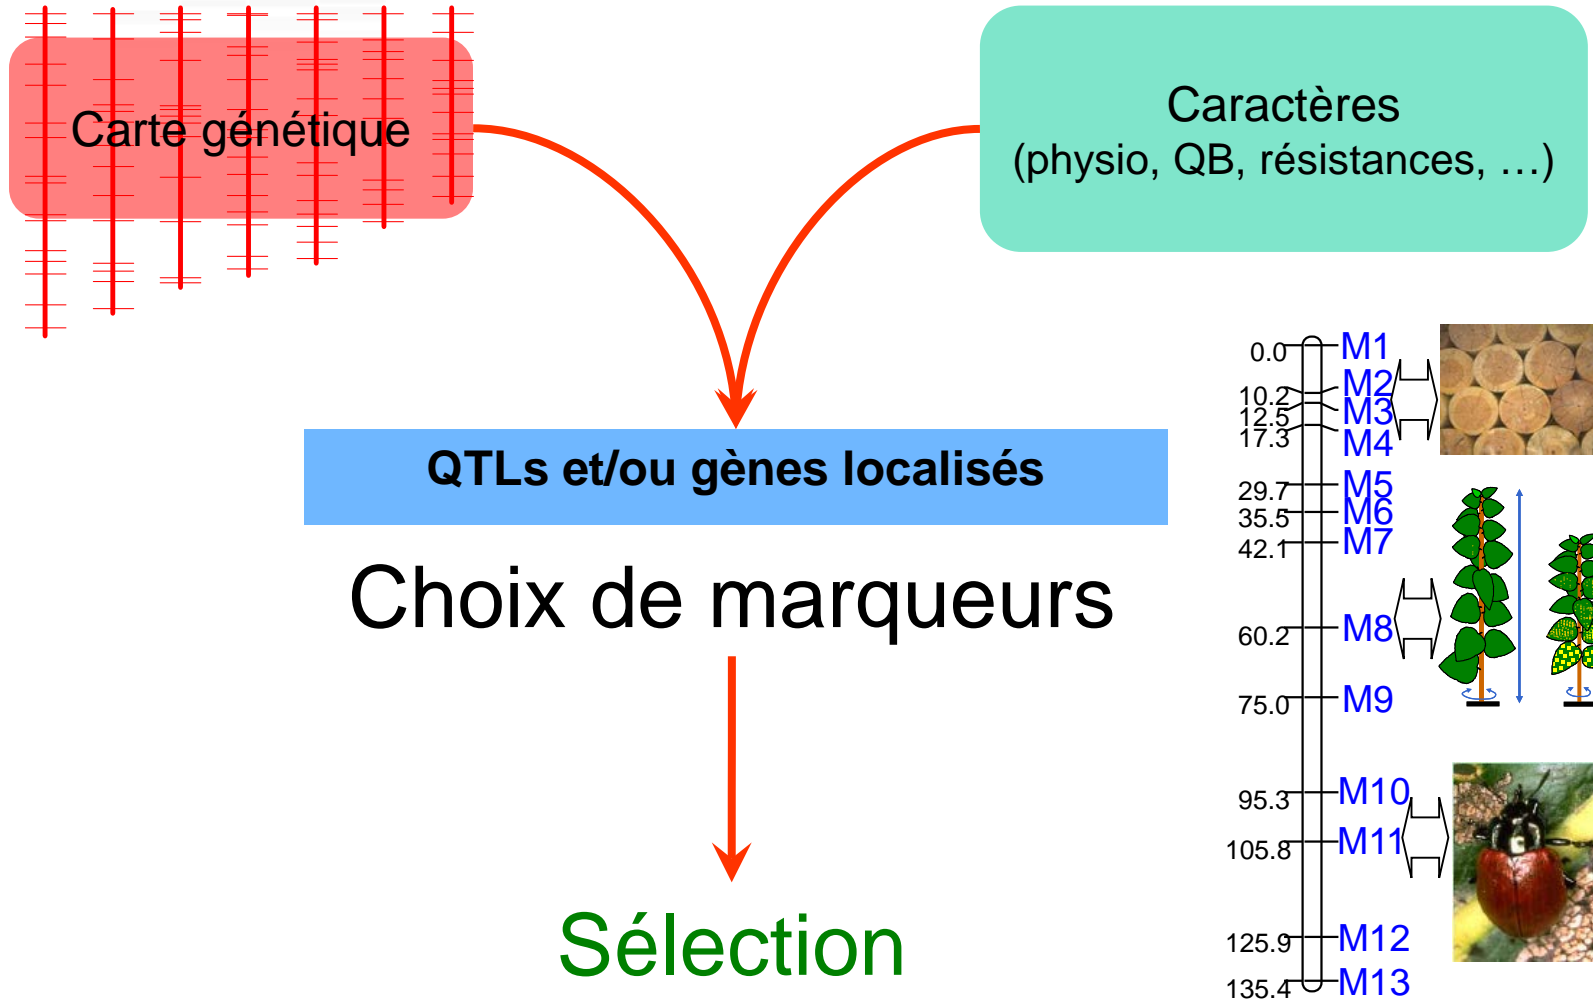 Carte génétique
Caractères
(physio, QB, résistances, …)
QTLs et/ou gènes localisés
Choix de marqueurs
Sélection
0.0 M1
10.2 M2
12.5 M3
17.3 M4
29.7 M5
35.5 M6
42.1 M7
60.2 M8
75.0 M9
95.3 M10
105.8 M11
125.9 M12
135.4 M13